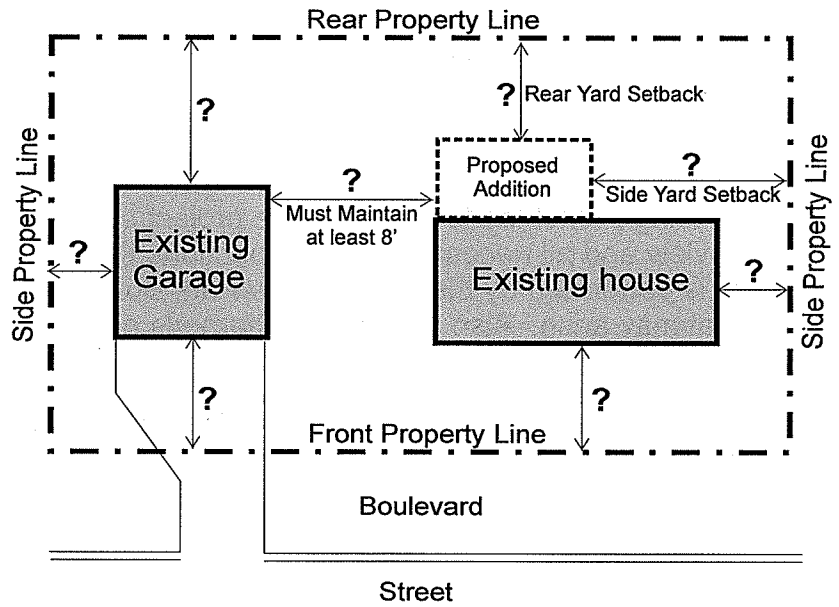 Rear Property Line
?
? Rear Yard Setback
Side Property Line
Proposed
Addition
?
Side Yard Setback
?
Must Maintain
at least 8'
Existing
Garage
?
Existing house
?
Side Property Line
?
?
Front Property Line
Boulevard
Street